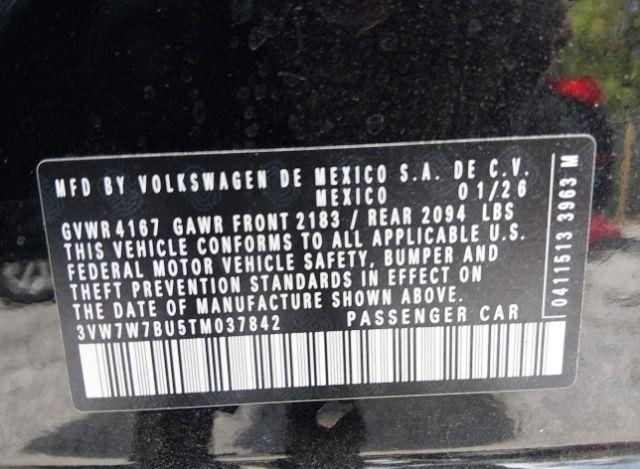 MFD BY VOLKSWAGEN DE MEXICO S.A. DE C.V.
MEXICO 01/26
GVWR 4167 GAWR FRONT 2183 / REAR 2094 LBS
THIS VEHICLE CONFORMS TO ALL APPLICABLE U.S.
FEDERAL MOTOR VEHICLE SAFETY, BUMPER AND
THEFT PREVENTION STANDARDS IN EFFECT ON
THE DATE OF MANUFACTURE SHOWN ABOVE.
3VW7W7BU5TM037842 PASSENGER CAR
0411513 3963 M